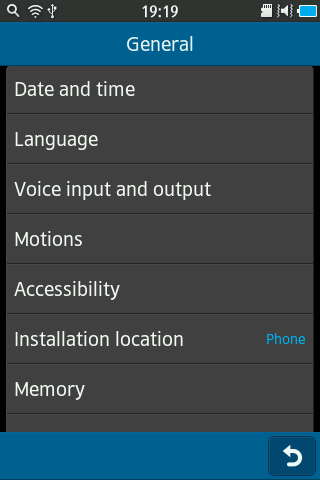 19:19
General
Date and time
Language
Voice input and output
Motions
Accessibility
Installation location Phone
Memory